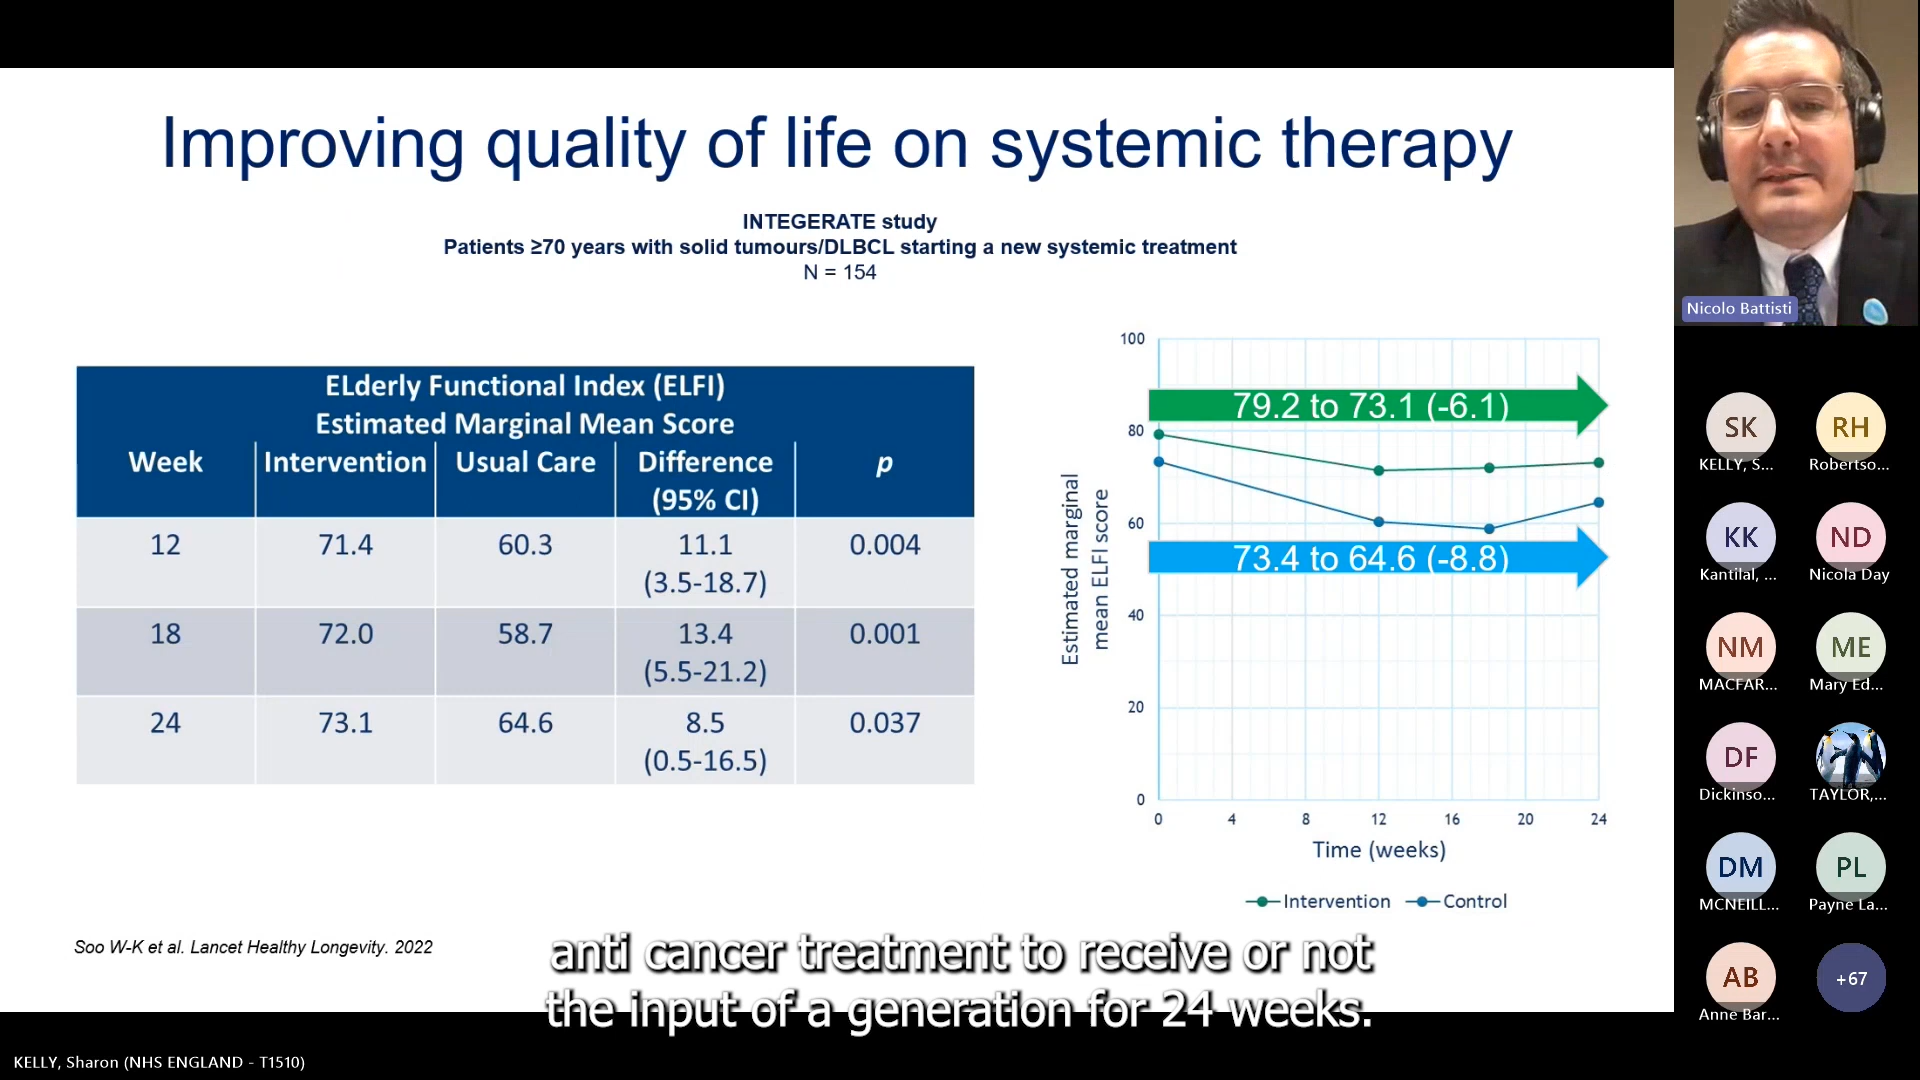 Improving quality of life on systemic therapy
INTEGERATE study
Patients ≥70 years with solid tumours/DLBCL starting a new systemic treatment
N = 154
ELderly Functional Index (ELFI)
Estimated Marginal Mean Score
Week Intervention Usual Care Difference (95% CI) p
12 71.4 60.3 11.1 (3.5-18.7) 0.004
18 72.0 58.7 13.4 (5.5-21.2) 0.001
24 73.1 64.6 8.5 (0.5-16.5) 0.037
100
80
60
40
20
0
Estimated marginal
mean ELFI score
79.2 to 73.1 (-6.1)
73.4 to 64.6 (-8.8)
0 4 8 12 16 20 24
Time (weeks)
Intervention Control
Soo W-K et al. Lancet Healthy Longevity. 2022
anti cancer treatment to receive or not
the input of a generation for 24 weeks.
KELLY, Sharon (NHS ENGLAND - T1510)
Nicolo Battisti
SK RH
KELLY, S... Robertso...
KK ND
Kantilal, ... Nicola Day
NM ME
MACFAR... Mary Ed...
DF
Dickinso... TAYLOR,...
DM PL
MCNEILL... Payne La...
AB +67
Anne Bar...